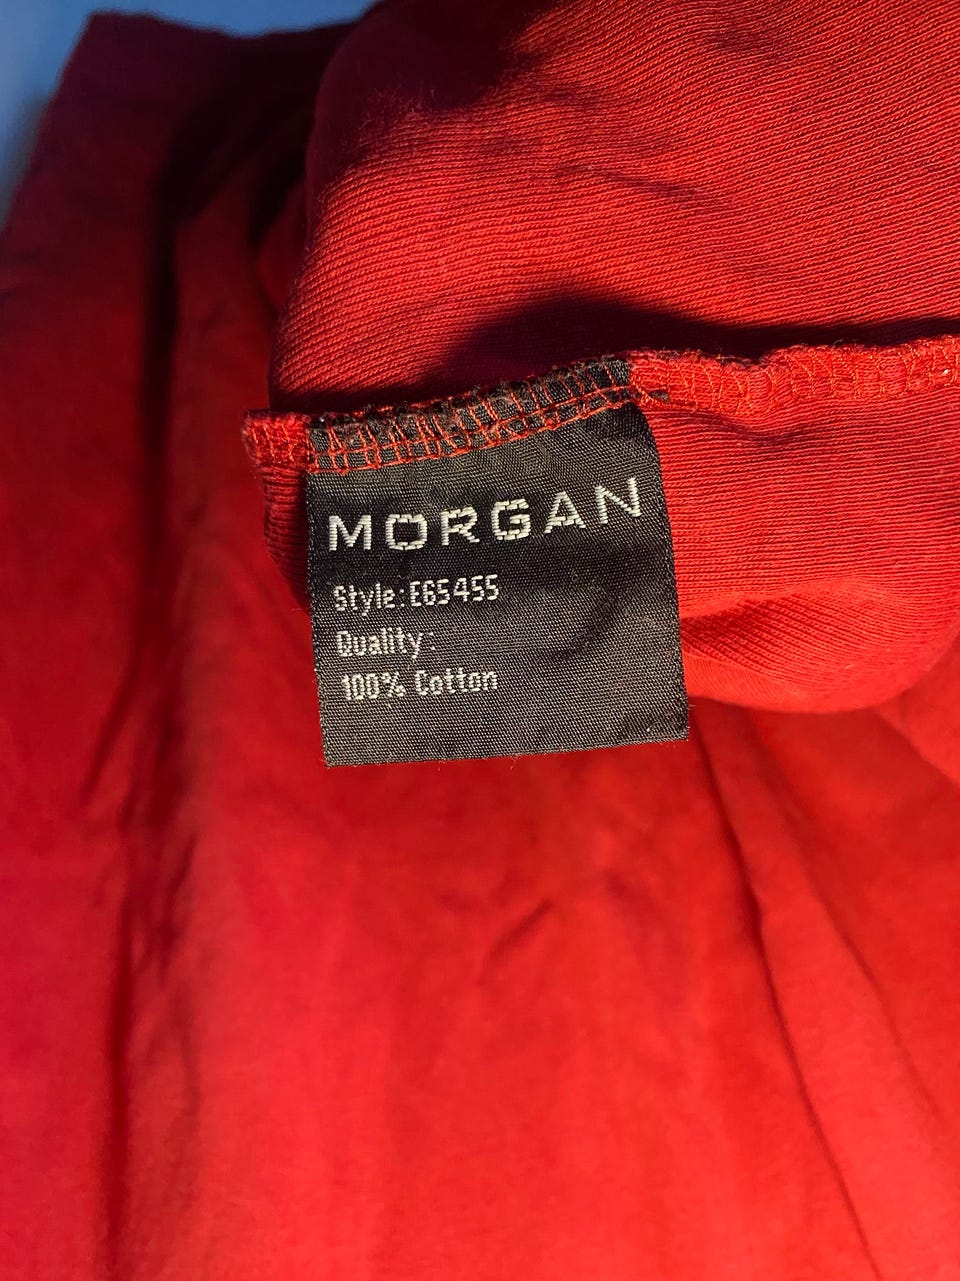 MORGAN
Style:E65455
Quality:
100% Cotton